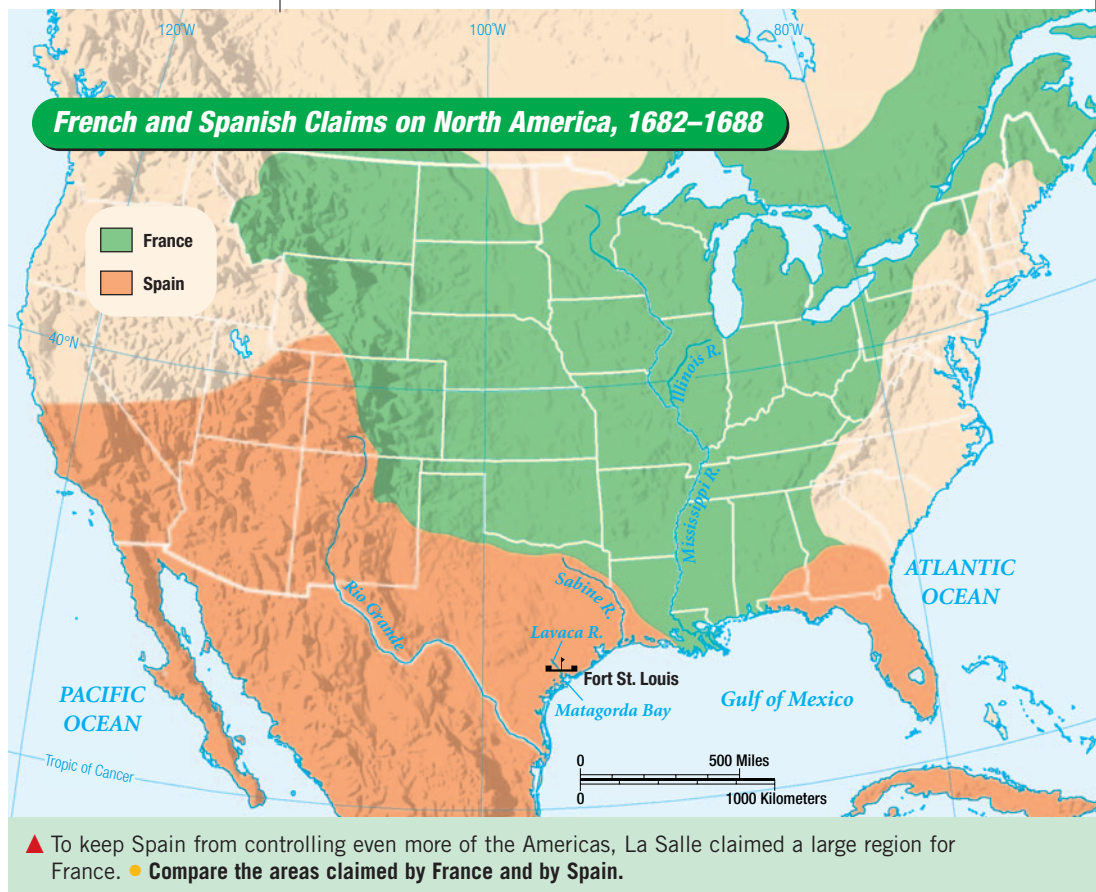 120°W
100°W
80°W
French and Spanish Claims on North America, 1682–1688
France
Spain
40°N
Illinois R.
Mississippi R.
ATLANTIC
OCEAN
Sabine R.
Rio Grande
Lavaca R.
Fort St. Louis
PACIFIC
OCEAN
Gulf of Mexico
Matagorda Bay
Tropic of Cancer
0 500 Miles
0 1000 Kilometers
To keep Spain from controlling even more of the Americas, La Salle claimed a large region for
France. ● Compare the areas claimed by France and by Spain.